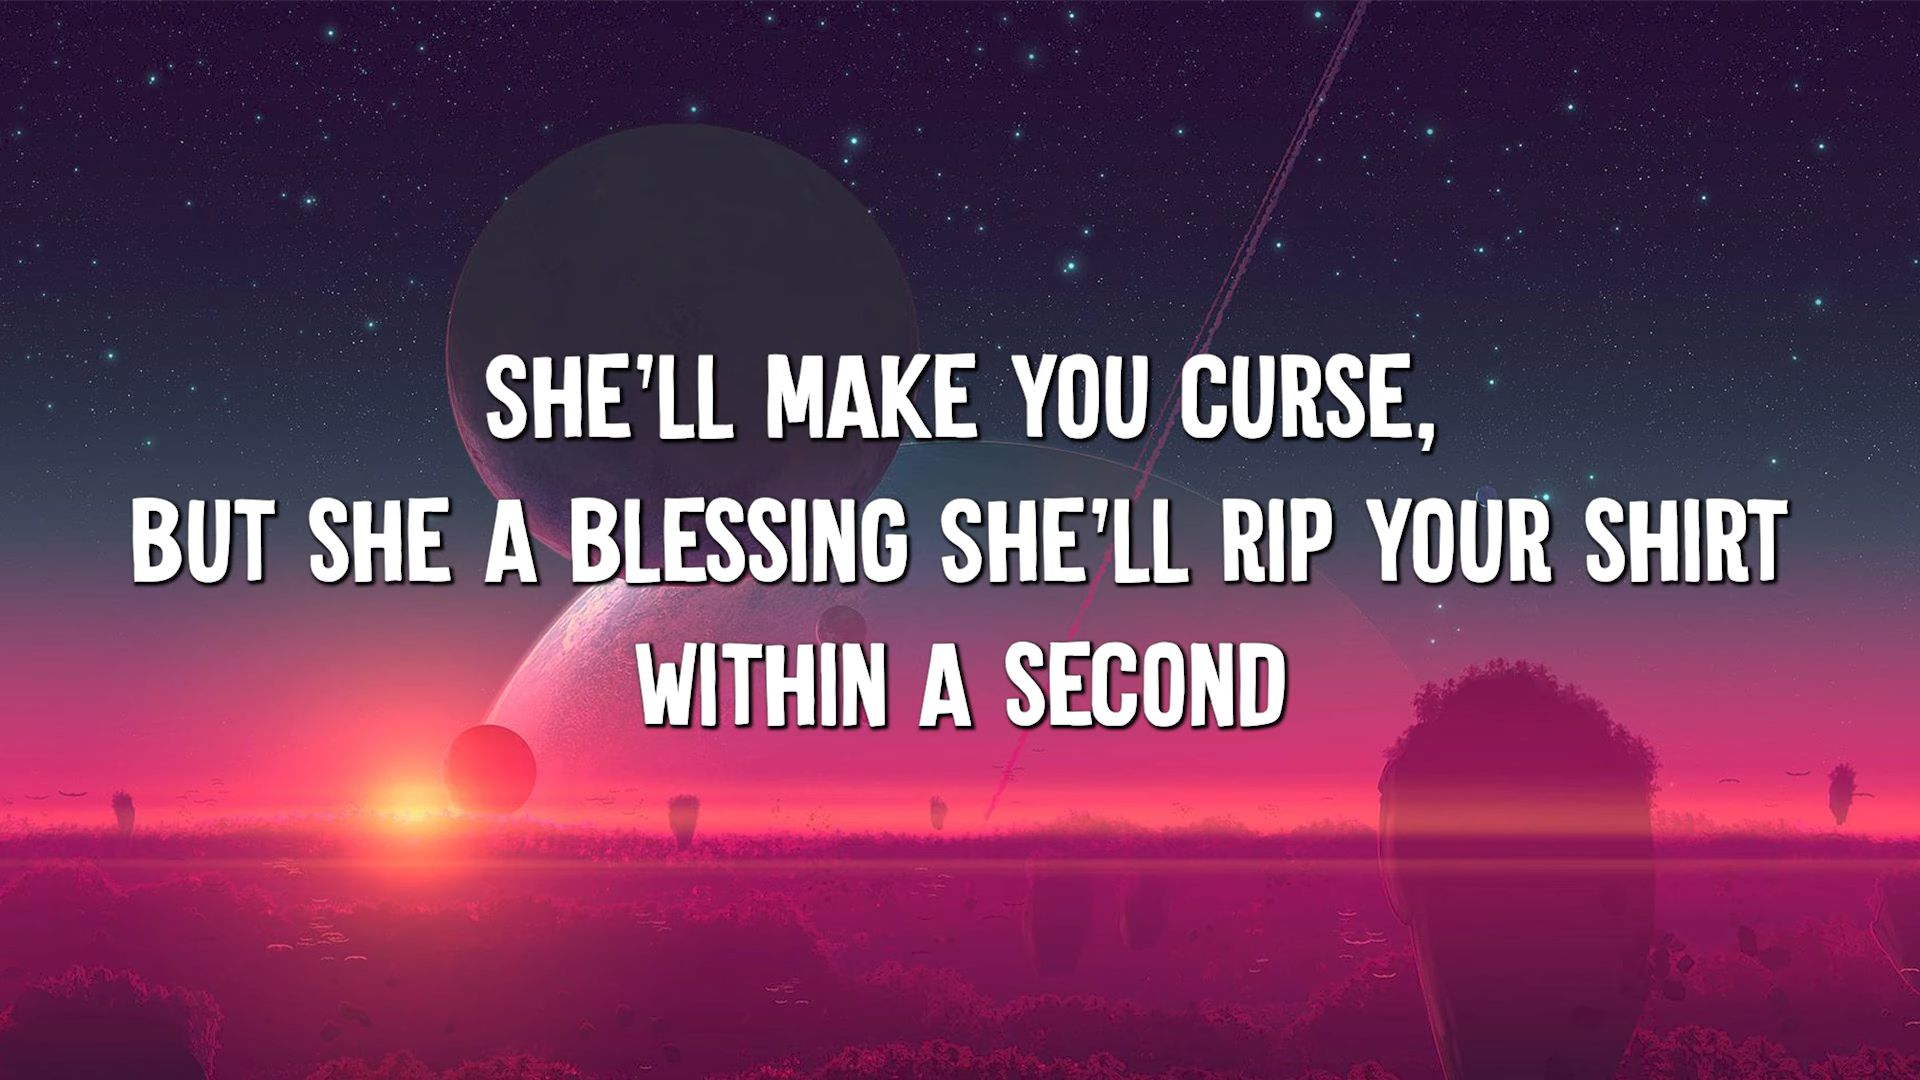 SHE'LL MAKE YOU CURSE,
BUT SHE A BLESSING SHE'LL RIP YOUR SHIRT
WITHIN A SECOND